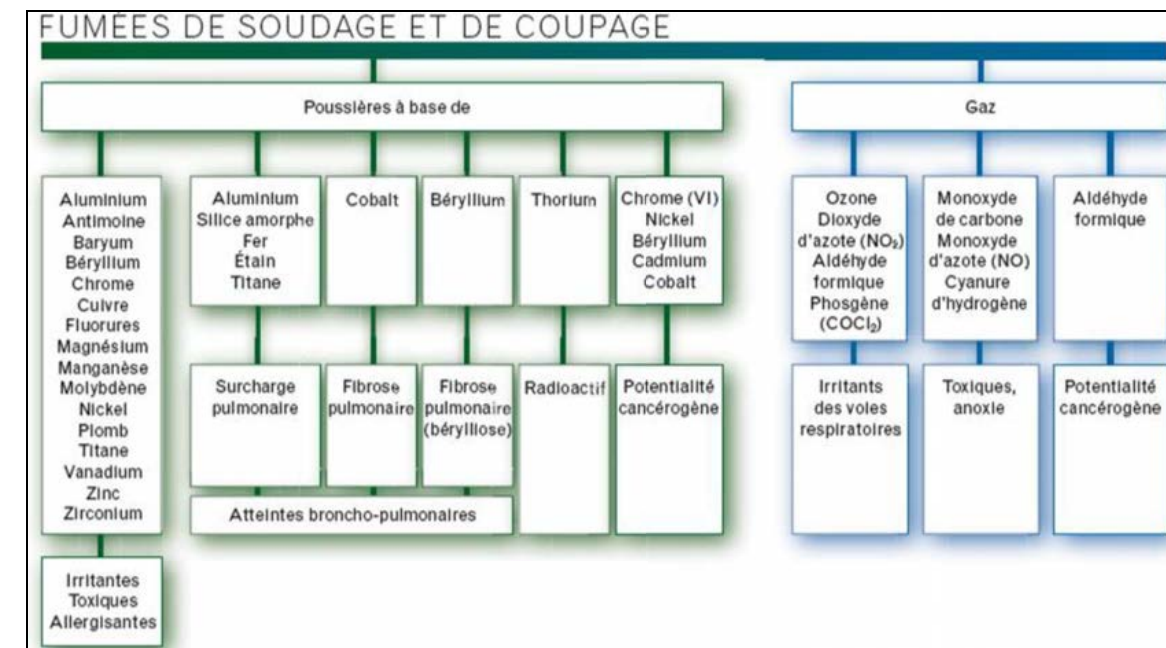 FUMÉES DE SOUDAGE ET DE COUPAGE
Poussières à base de
Aluminium
Antimoine
Baryum
Béryllium
Chrome
Cuivre
Fluorures
Magnésium
Manganèse
Molybdène
Nickel
Plomb
Titane
Vanadium
Zinc
Zirconium
Irritantes
Toxiques
Allergisantes
Aluminium
Silice amorphe
Fer
Étain
Titane
Surcharge
pulmonaire
Cobalt
Fibrose
pulmonaire
Béryllium
Fibrose
pulmonaire
(bérylliose)
Atteintes broncho-pulmonaires
Thorium
Radioactif
Chrome (VI)
Nickel
Béryllium
Cadmium
Cobalt
Potentialité
cancérogène
Gaz
Ozone
Dioxyde
d'azote (NO₂)
Aldéhyde
formique
Phosgène
(COCl₂)
Irritants
des voies
respiratoires
Monoxyde
de carbone
Monoxyde
d'azote (NO)
Cyanure
d'hydrogène
Toxiques,
anoxie
Aldéhyde
formique
Potentialité
cancérogène